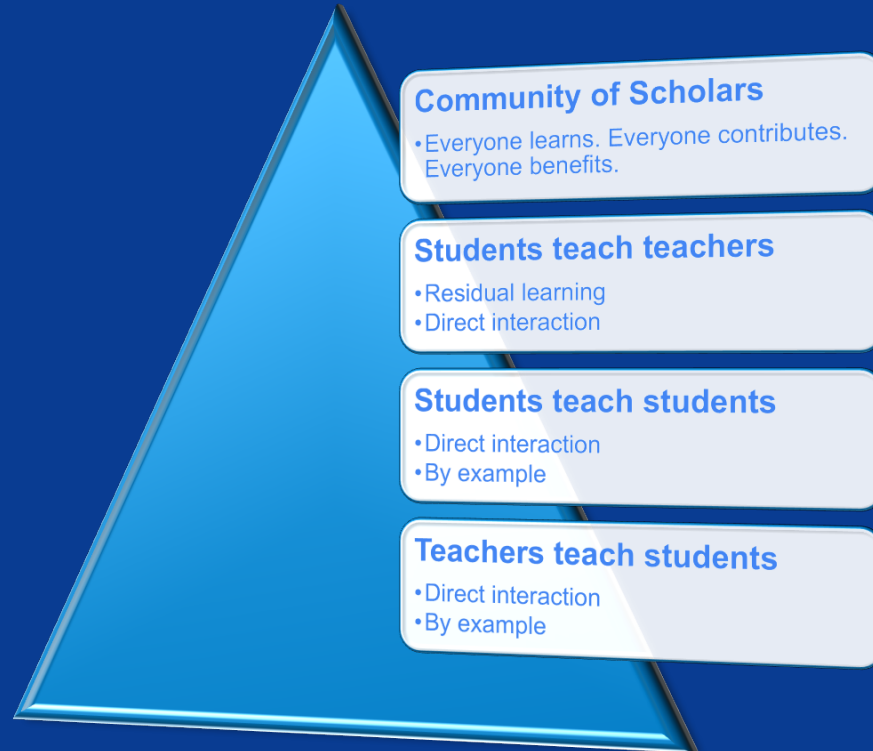 Community of Scholars
•Everyone learns. Everyone contributes.
Everyone benefits.
Students teach teachers
•Residual learning
•Direct interaction
Students teach students
•Direct interaction
•By example
Teachers teach students
•Direct interaction
•By example